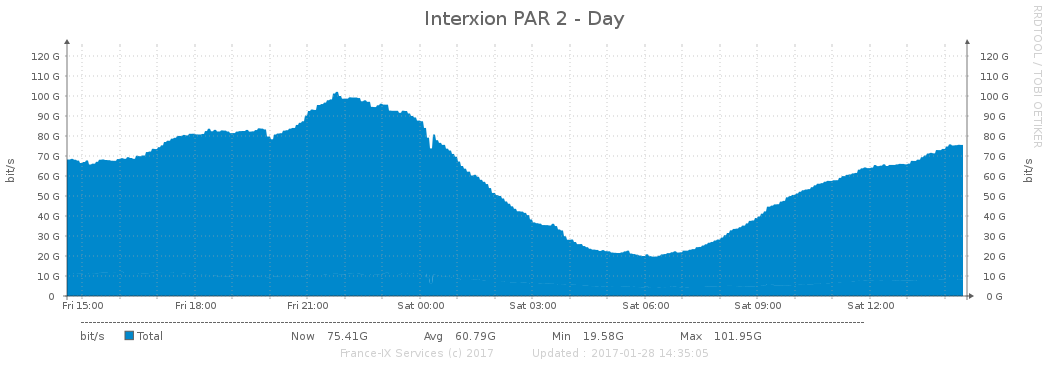 Interxion PAR 2 - Day
RRDTOOL / TOBI OETIKER
bit/s
120 G
110 G
100 G
90 G
80 G
70 G
60 G
50 G
40 G
30 G
20 G
10 G
0
120 G
110 G
100 G
90 G
80 G
70 G
60 G
50 G
40 G
30 G
20 G
10 G
0 G
bit/s
Fri 15:00 Fri 18:00 Fri 21:00 Sat 00:00 Sat 03:00 Sat 06:00 Sat 09:00 Sat 12:00
bit/s Total Now 75.41G Avg 60.79G Min 19.58G Max 101.95G
France-IX Services (c) 2017 Updated : 2017-01-28 14:35:05